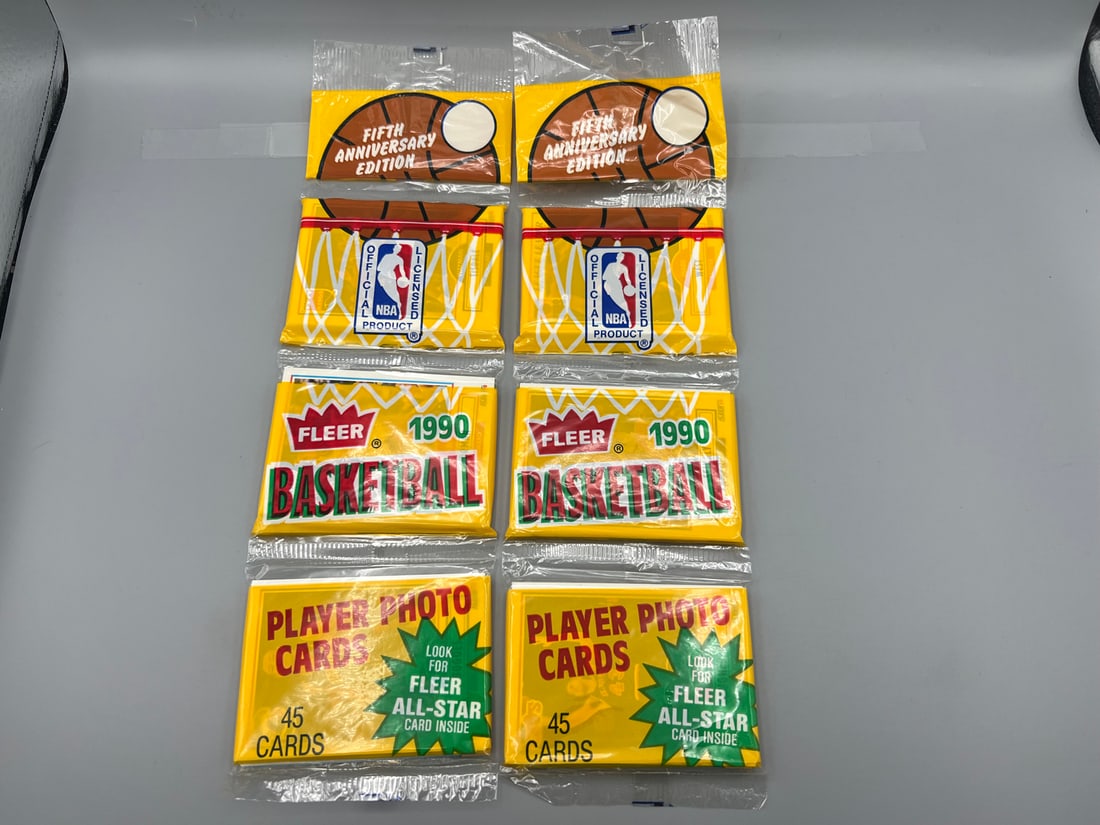 FIFTH
ANNIVERSARY
EDITION
OFFICIAL
LICENSED
NBA
PRODUCT ®
FLEER ®
1990
BASKETBALL
PLAYER PHOTO
CARDS
LOOK
FOR
FLEER
ALL-STAR
CARD INSIDE
45
CARDS
FIFTH
ANNIVERSARY
EDITION
OFFICIAL
LICENSED
NBA
PRODUCT ®
FLEER ®
1990
BASKETBALL
PLAYER PHOTO
CARDS
LOOK
FOR
FLEER
ALL-STAR
CARD INSIDE
45
CARDS